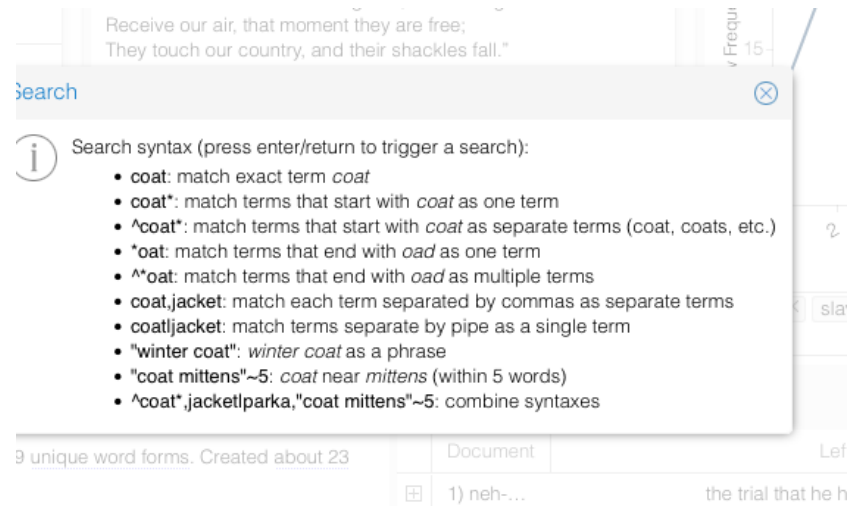 Receive our air, that moment they are free;
They touch our country, and their shackles fall."
15
Search
Search syntax (press enter/return to trigger a search):
• coat: match exact term coat
• coat*: match terms that start with coat as one term
• ^coat*: match terms that start with coat as separate terms (coat, coats, etc.)
• *oat: match terms that end with oad as one term
• ^*oat: match terms that end with oad as multiple terms
• coat,jacket: match each term separated by commas as separate terms
• coat|jacket: match terms separate by pipe as a single term
• "winter coat": winter coat as a phrase
• "coat mittens"~5: coat near mittens (within 5 words)
• ^coat*,jacket|parka,"coat mittens"~5: combine syntaxes
2
slav
9 unique word forms. Created about 23
Document Lef
1) neh-... the trial that he h